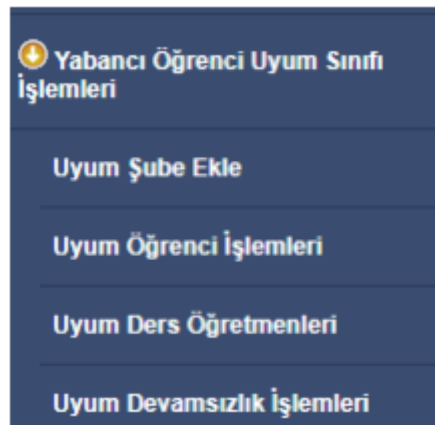 Yabancı Öğrenci Uyum Sınıfı
İşlemleri
Uyum Şube Ekle
Uyum Öğrenci İşlemleri
Uyum Ders Öğretmenleri
Uyum Devamsızlık İşlemleri